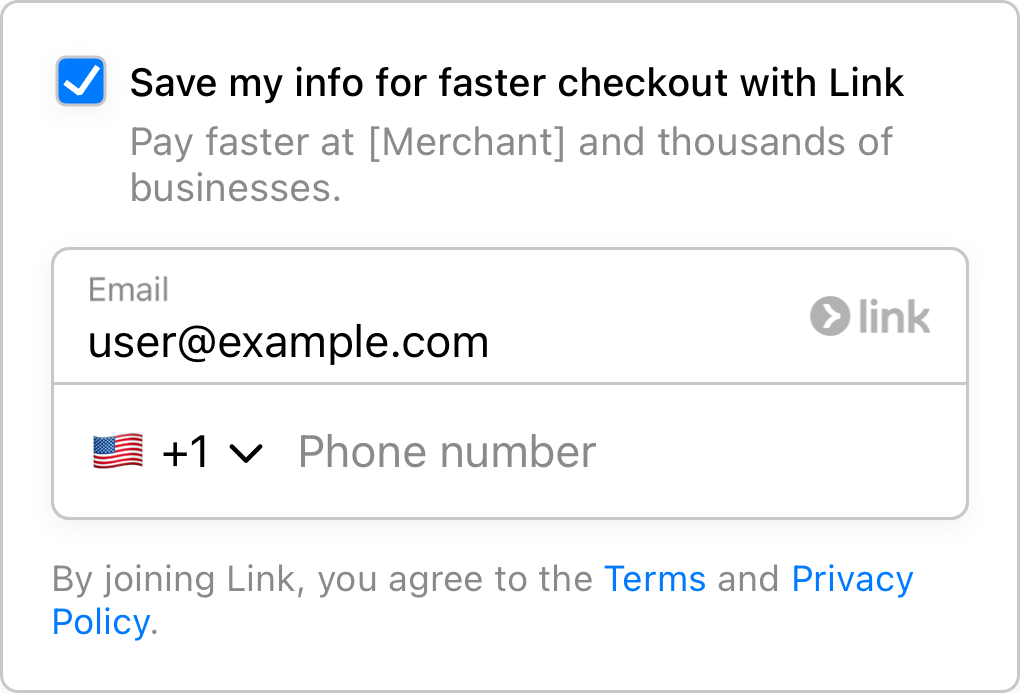 Save my info for faster checkout with Link
Pay faster at [Merchant] and thousands of
businesses.
Email
link
user@example.com
+1 Phone number
By joining Link, you agree to the Terms and Privacy
Policy.